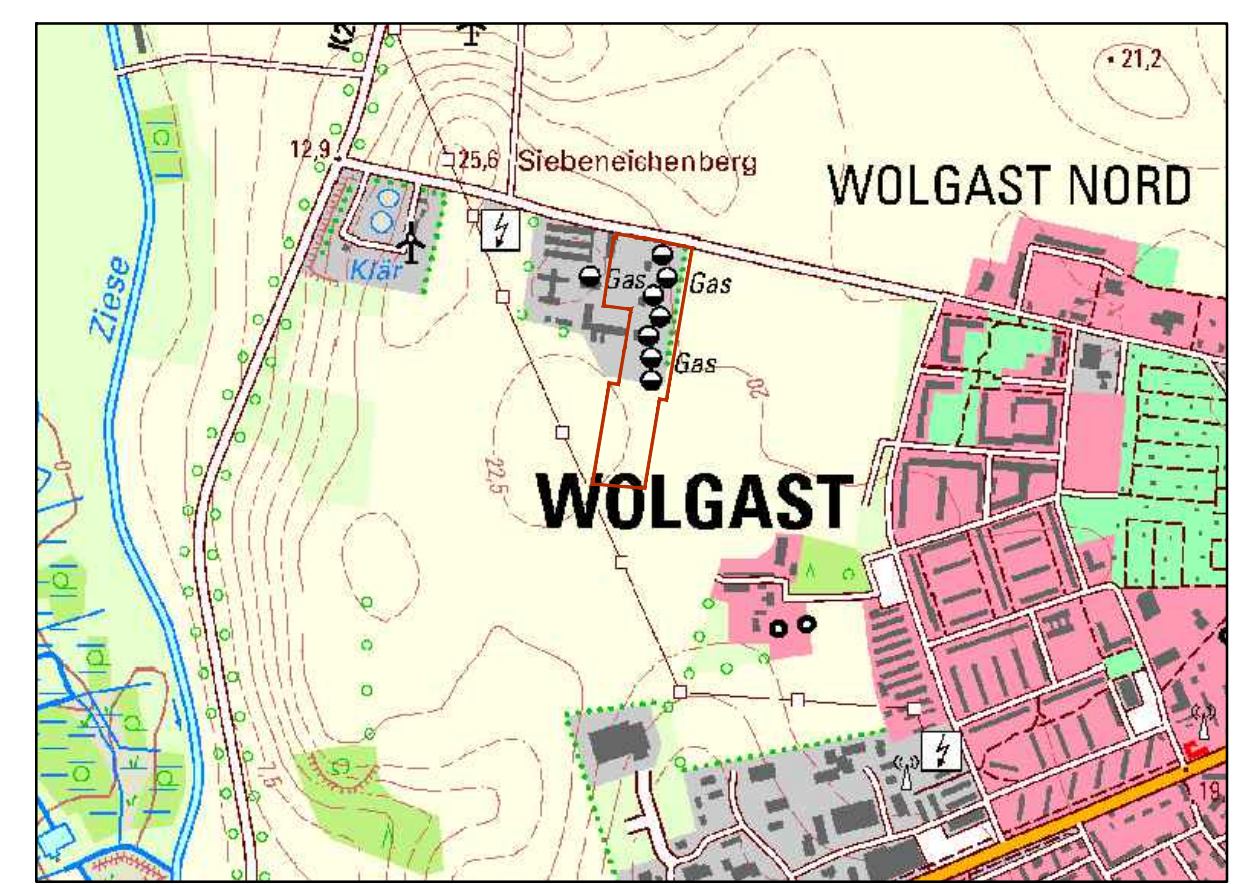 K2
21,2
12,9
25,6 Siebeneichenberg
WOLGAST NORD
Klär
Gas
Gas
Ziese
Gas
20
22,5
0
WOLGAST
7,5
19